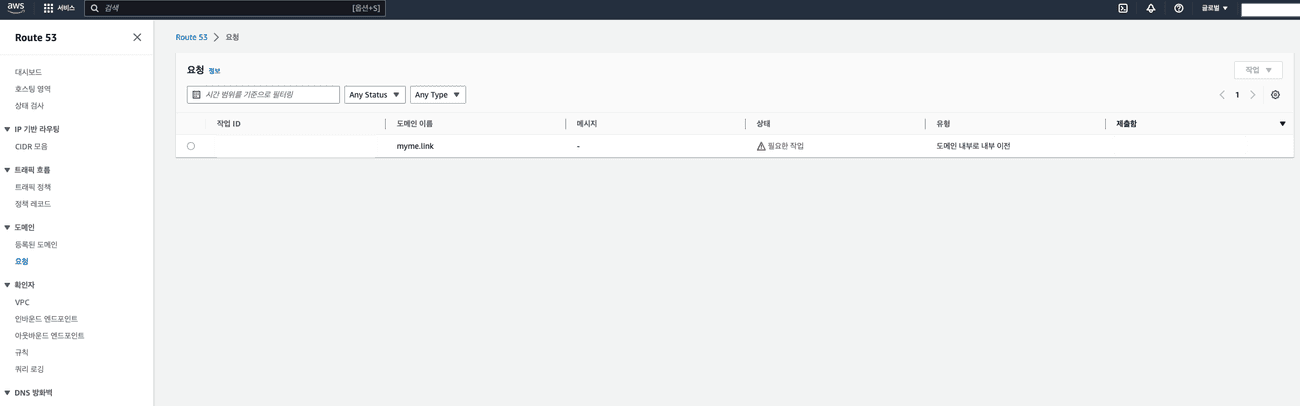 aws 서비스 검색 [옵션+S] 글로벌
Route 53
Route 53 > 요청
요청 정보
작업
시간 범위를 기준으로 필터링 Any Status Any Type 1
작업 ID 도메인 이름 메시지 상태 유형 제출함
myme.link - 필요한 작업 도메인 내부로 내부 이전
대시보드
호스팅 영역
상태 검사
IP 기반 라우팅
CIDR 모음
트래픽 흐름
트래픽 정책
정책 레코드
도메인
등록된 도메인
요청
확인자
VPC
인바운드 엔드포인트
아웃바운드 엔드포인트
규칙
쿼리 로깅
DNS 방화벽